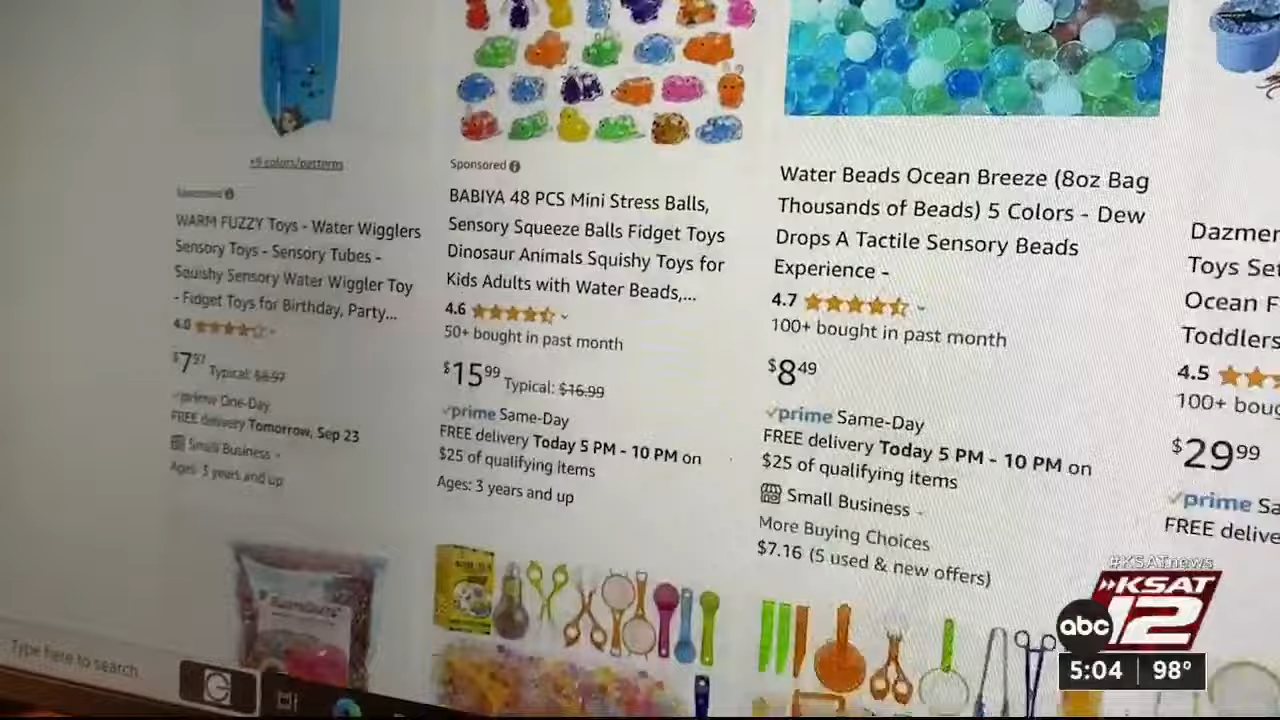 +9 colors/patterns
Sponsored
WARM FUZZY Toys - Water Wigglers
Sensory Toys - Sensory Tubes -
Squishy Sensory Water Wiggler Toy
- Fidget Toys for Birthday, Party...
4.0
$7.97 Typical: $8.97
prime One-Day
FREE delivery Tomorrow, Sep 23
Small Business
Ages: 3 years and up
Sponsored
BABIYA 48 PCS Mini Stress Balls,
Sensory Squeeze Balls Fidget Toys
Dinosaur Animals Squishy Toys for
Kids Adults with Water Beads,...
4.6
50+ bought in past month
$15.99 Typical: $16.99
prime Same-Day
FREE delivery Today 5 PM - 10 PM on
$25 of qualifying items
Ages: 3 years and up
Water Beads Ocean Breeze (8oz Bag
Thousands of Beads) 5 Colors - Dew
Drops A Tactile Sensory Beads
Experience -
4.7
100+ bought in past month
$8.49
prime Same-Day
FREE delivery Today 5 PM - 10 PM on
$25 of qualifying items
Small Business
More Buying Choices
$7.16 (5 used & new offers)
Dazmer
Toys Set
Ocean F
Toddlers
4.5
100+ boug
$29.99
prime Sa
FREE delive
Type here to search
#KSATnews
KSAT
abc 12
5:04 98°